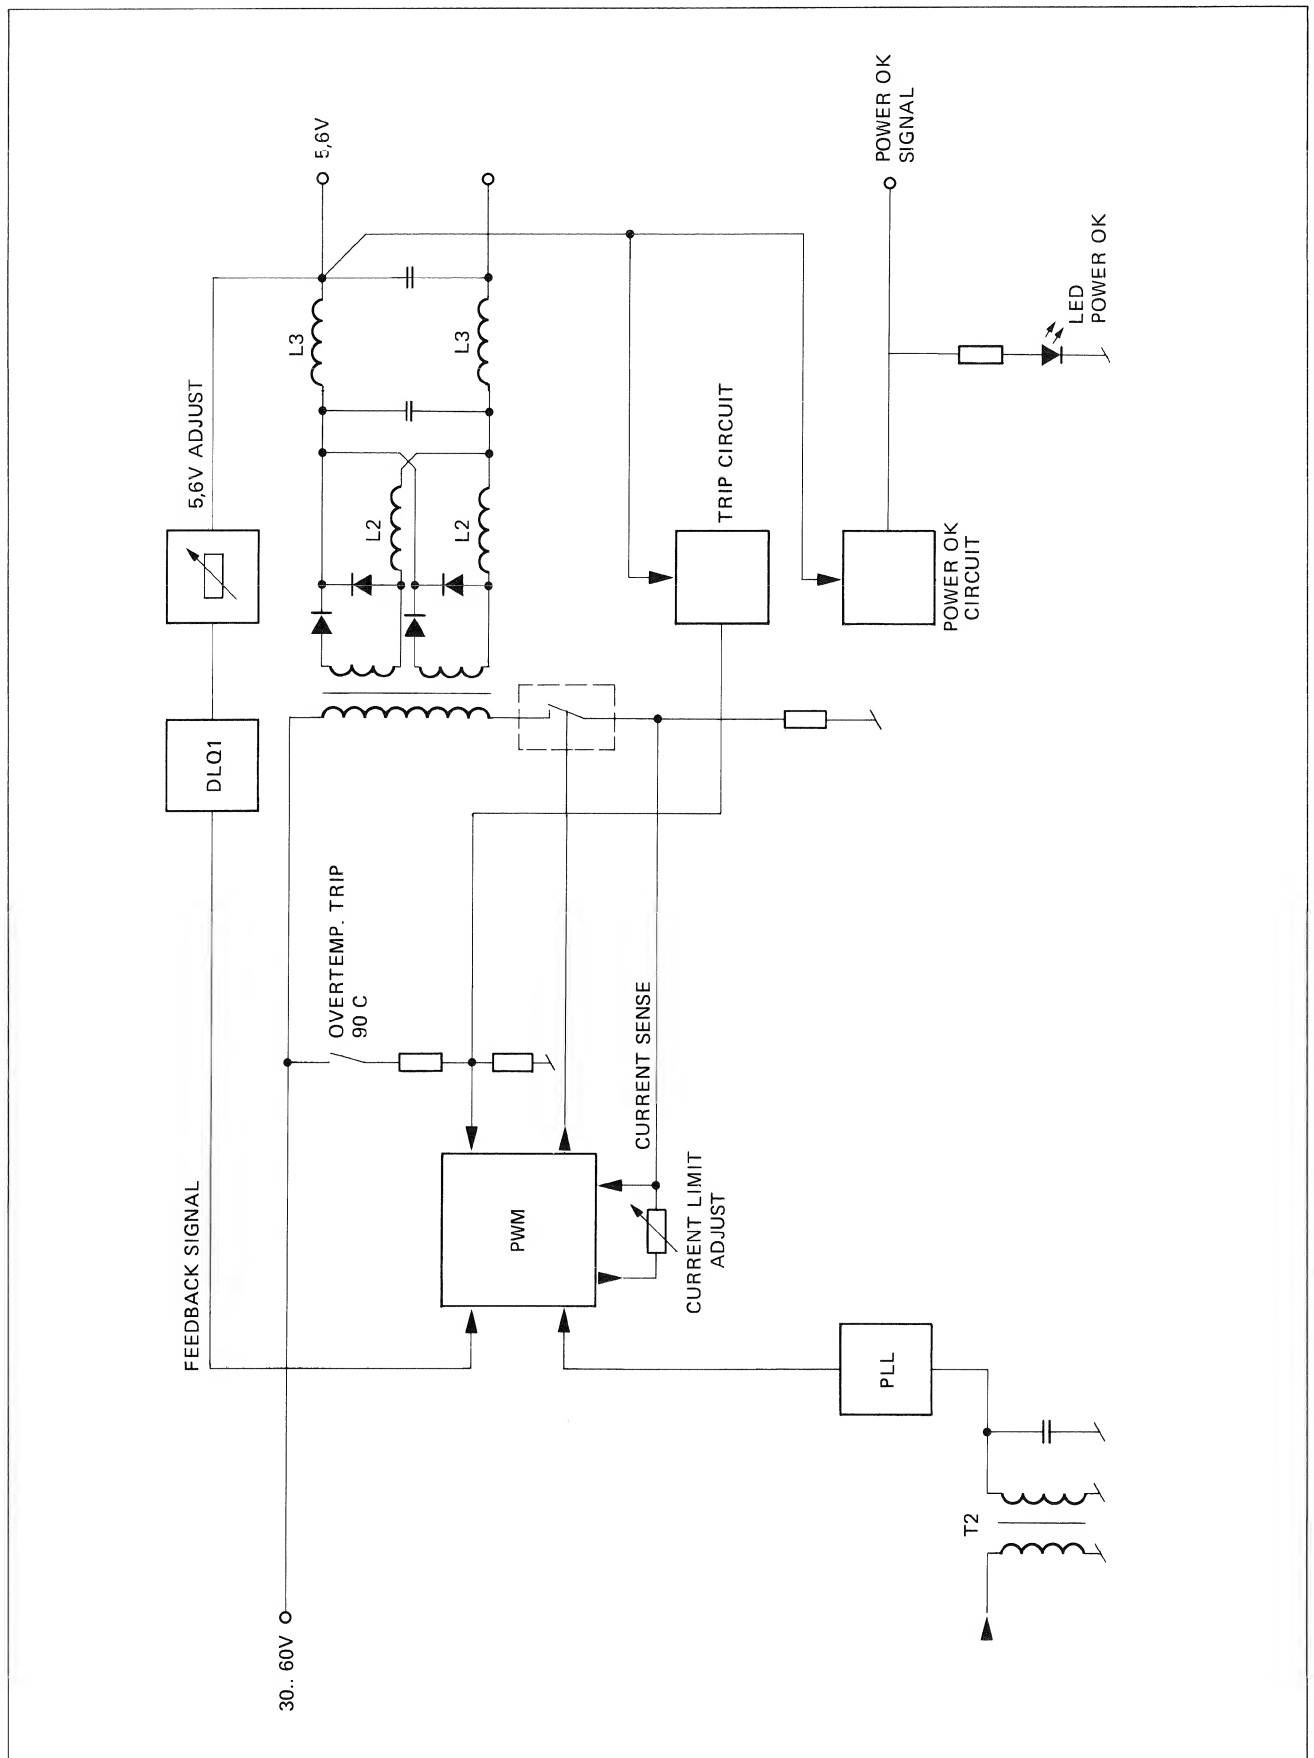 FEEDBACK SIGNAL
DLQ1
5,6V ADJUST
30.. 60V
OVERTEMP. TRIP
90 C
L3
5,6V
L2
L2
L3
PWM
CURRENT SENSE
CURRENT LIMIT
ADJUST
TRIP CIRCUIT
PLL
POWER OK
CIRCUIT
POWER OK
SIGNAL
T2
LED
POWER OK